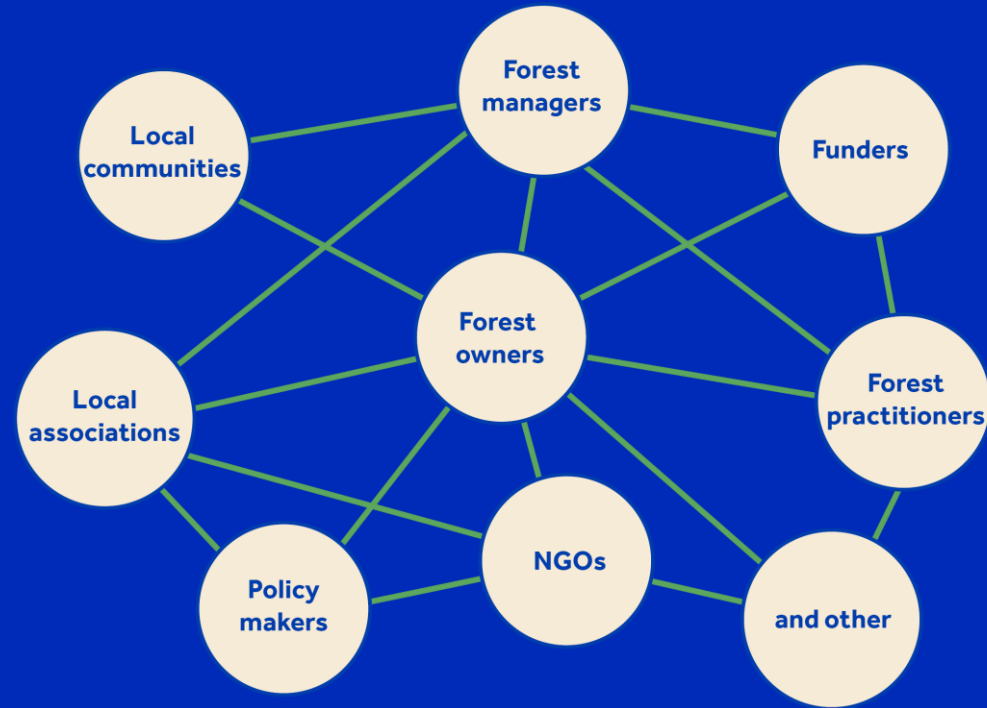 Forest
managers
Local
communities
Funders
Forest
owners
Forest
practitioners
Local
associations
NGOs
Policy
makers
and other